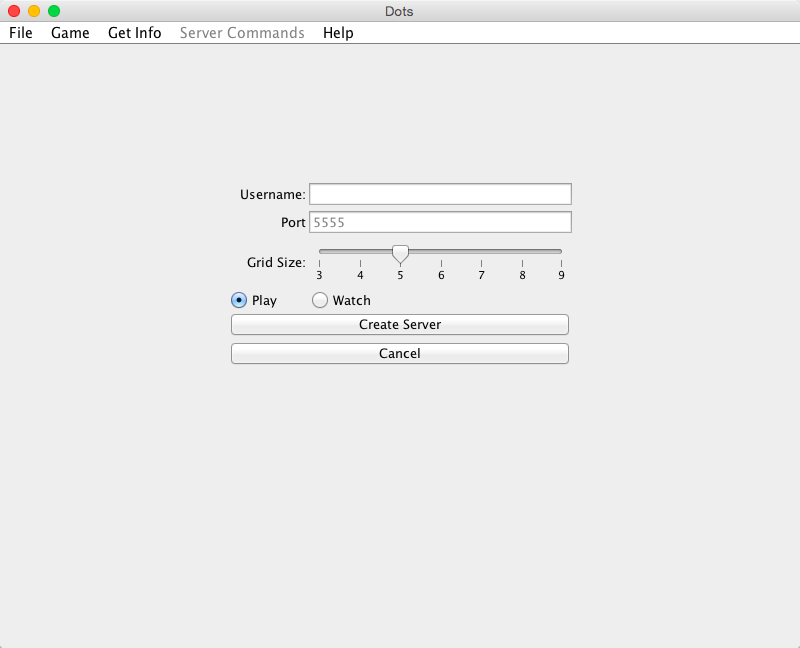 Dots
File Game Get Info Server Commands Help
Username:
Port 5555
Grid Size:
3 4 5 6 7 8 9
Play Watch
Create Server
Cancel